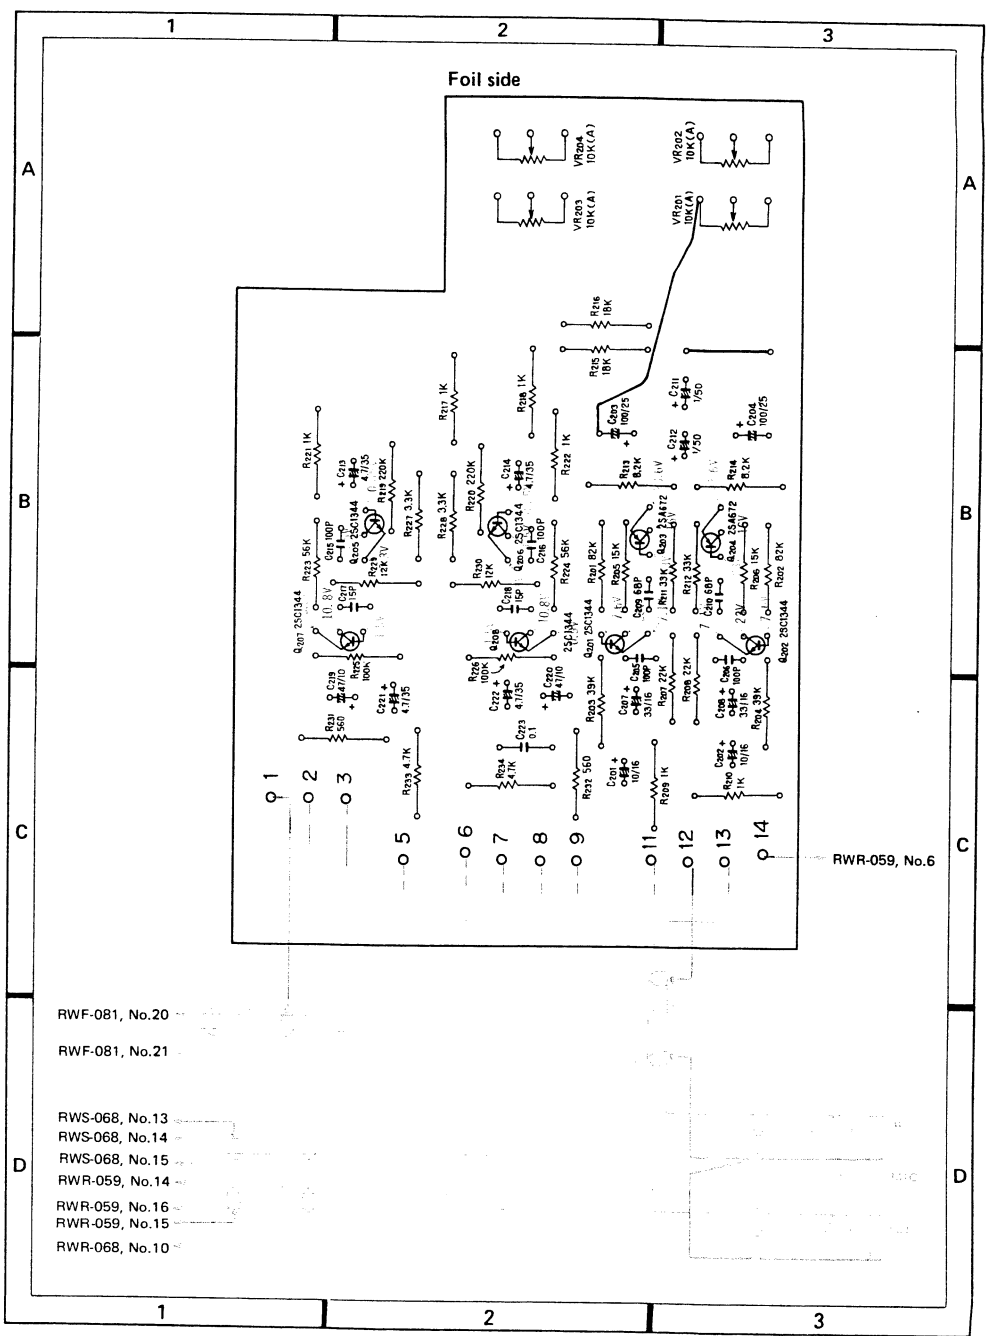 1
2
3
Foil side
A
A
VR204
10K(A)
VR202
10K(A)
VR203
10K(A)
VR201
10K(A)
R216
18K
R215
18K
R217 1K
R218 1K
C203
100/25
+
+ C211
1/50
+ C212
1/50
+ C204
100/25
R221 1K
R222 1K
+ C213
4.7/35
R219 220K
R220 220K
+ C214
4.7/35
R213
8.2K
R214
8.2K
B
B
R227 3.3K
R228 3.3K
C215 100P
Q205 2SC1344
Q206 2SC1344
C216 100P
Q203 2SA672
Q204 2SA672
R223 56K
R229
12K
R230
12K
R224 56K
R201 82K
R205 15K
R211 33K
R212 33K
R206 15K
R202 82K
C217
15P
C218
15P
C209 68P
C210 68P
10.8V
10.8V
Q207 2SC1344
Q208
2SC1344
Q201 2SC1344
Q202 2SC1344
R225
100K
R226
100K
C205
100P
C206
100P
C219
47/10
C220
47/10
+
C221 +
4.7/35
C222 +
4.7/35
R203 39K
C207 +
33/16
R207 22K
R208 22K
C208 +
33/16
R204 39K
R231
560
C223
0.1
R233 4.7K
R234
4.7K
R232 560
C201 +
10/16
R209 1K
C202 +
10/16
R210
1K
C
C
1
2
3
5
6
7
8
9
11
12
13
14
RWR-059, No.6
RWF-081, No.20
RWF-081, No.21
RWS-068, No.13
RWS-068, No.14
RWS-068, No.15
RWR-059, No.14
RWR-059, No.16
RWR-059, No.15
RWR-068, No.10
D
D
MIC
1
2
3